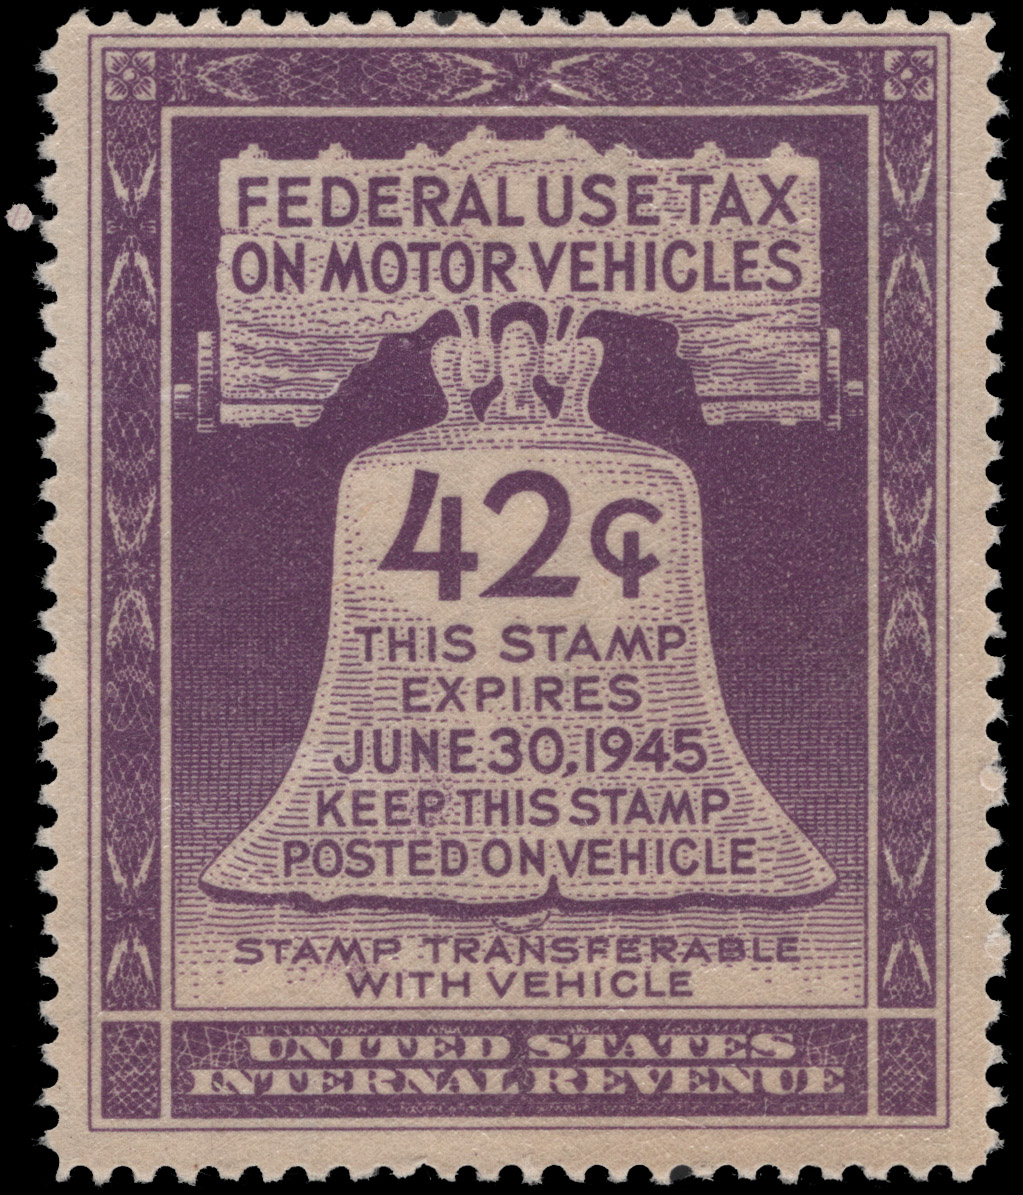 FEDERAL USE TAX
ON MOTOR VEHICLES
42¢
THIS STAMP
EXPIRES
JUNE 30, 1945
KEEP THIS STAMP
POSTED ON VEHICLE
STAMP TRANSFERABLE
WITH VEHICLE
UNITED STATES
INTERNAL REVENUE